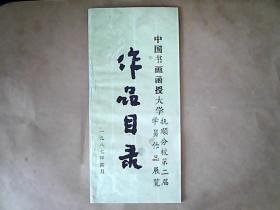 中国书画函授大学抚顺分校第二届
学员作品展览
作品目录
一九八七年四月